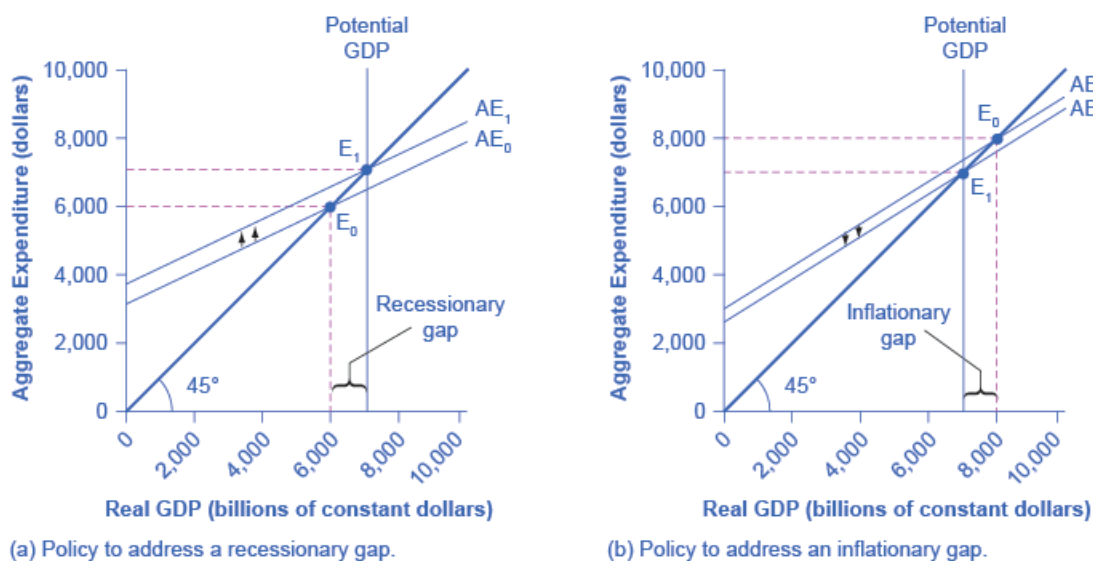 Potential
GDP
Aggregate Expenditure (dollars)
10,000
8,000
6,000
4,000
2,000
0
AE1
AE0
E1
E0
Recessionary
gap
45°
0
2,000
4,000
6,000
8,000
10,000
Real GDP (billions of constant dollars)
(a) Policy to address a recessionary gap.
Potential
GDP
Aggregate Expenditure (dollars)
10,000
8,000
6,000
4,000
2,000
0
AE
AE
E0
E1
Inflationary
gap
45°
0
2,000
4,000
6,000
8,000
10,000
Real GDP (billions of constant dollars)
(b) Policy to address an inflationary gap.